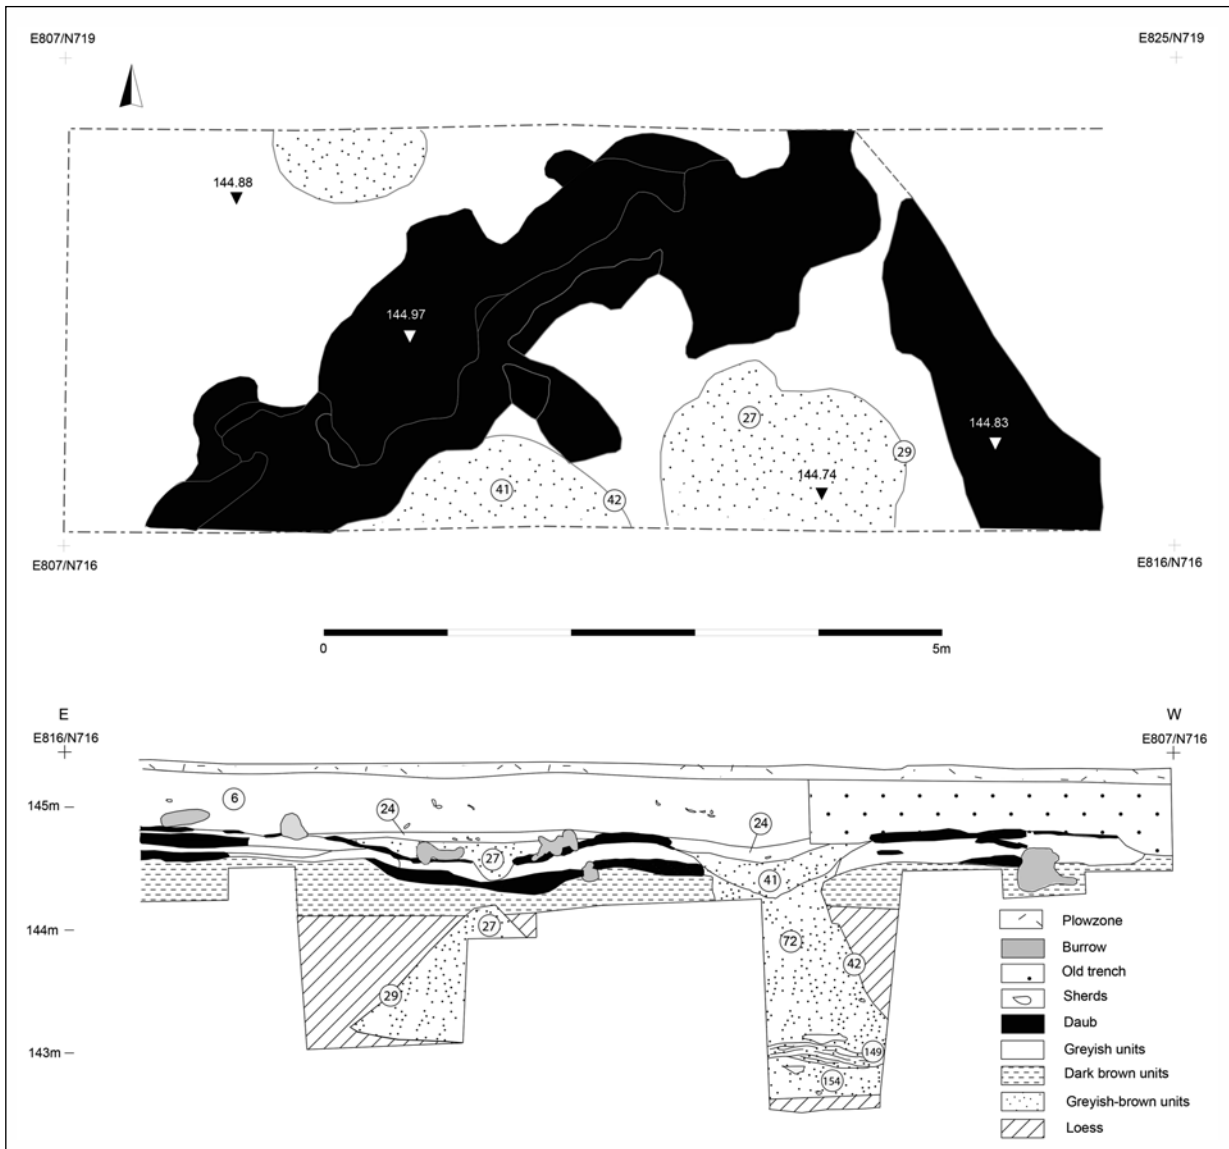 E807/N719
E825/N719
144.88
144.97
27
144.83
29
144.74
41
42
E807/N716
E816/N716
0
5m
E
W
E816/N716
E807/N716
145m
6
24
24
27
41
144m
27
72
42
29
143m
149
154
Plowzone
Burrow
Old trench
Sherds
Daub
Greyish units
Dark brown units
Greyish-brown units
Loess